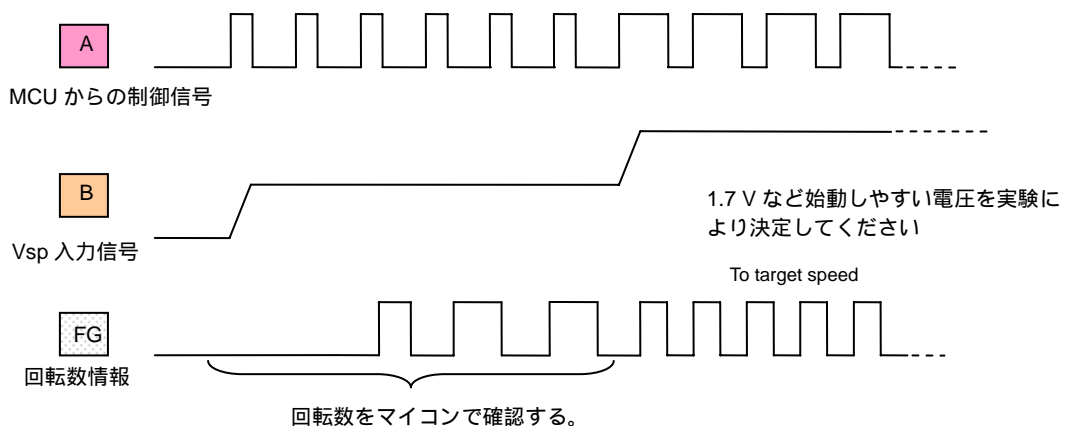 A
MCU からの制御信号
B
Vsp 入力信号
1.7 V など始動しやすい電圧を実験に
より決定してください
To target speed
FG
回転数情報
回転数をマイコンで確認する。